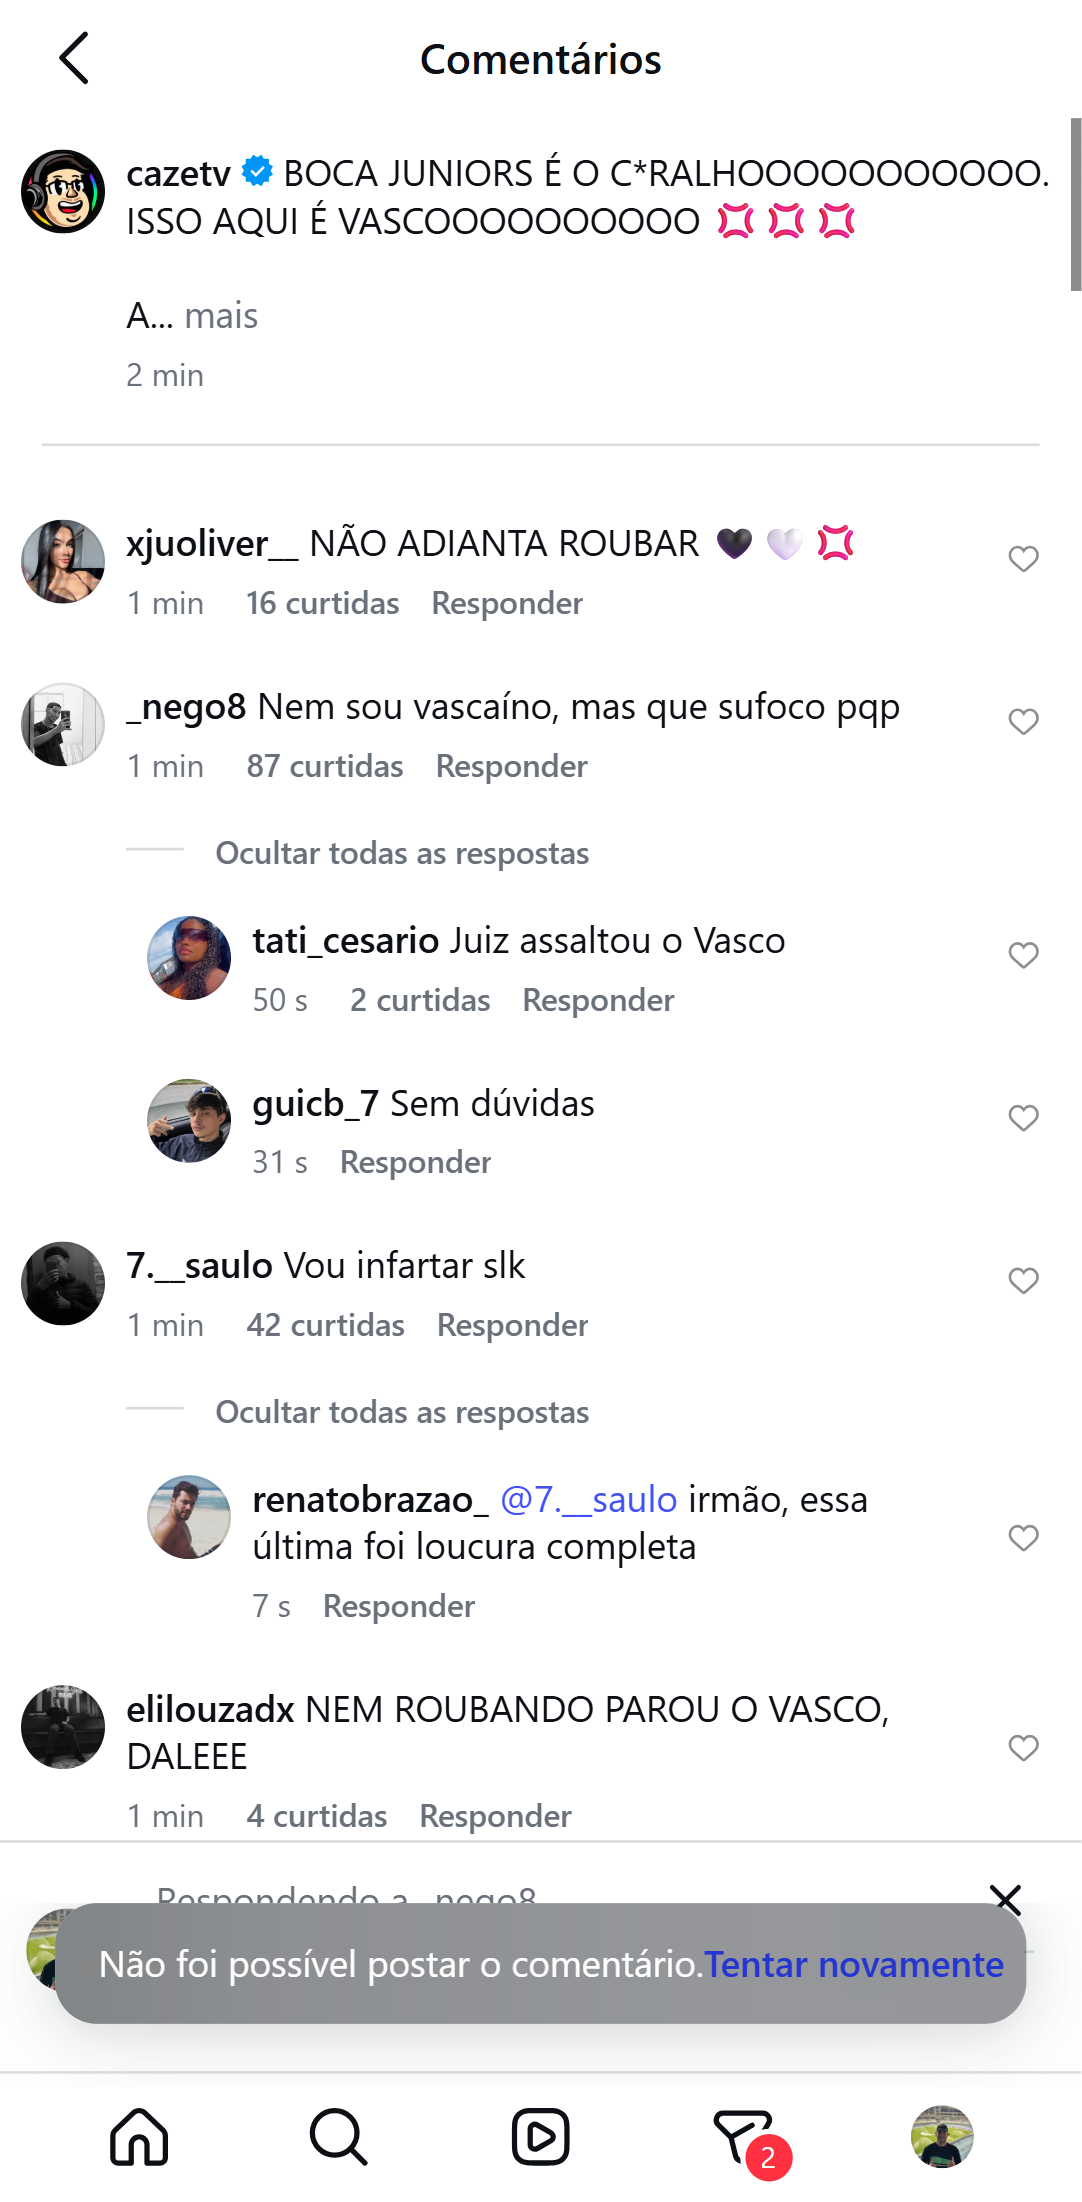 Comentários
cazetv BOCA JUNIORS É O C*RALHOOOOOOOOOOO.
ISSO AQUI É VASCOOOOOOOOOO 💢 💢 💢
A... mais
2 min
xjuoliver__ NÃO ADIANTA ROUBAR 🖤 🤍 💢
1 min 16 curtidas Responder
_nego8 Nem sou vascaíno, mas que sufoco pqp
1 min 87 curtidas Responder
Ocultar todas as respostas
tati_cesario Juiz assaltou o Vasco
50 s 2 curtidas Responder
guicb_7 Sem dúvidas
31 s Responder
7.__saulo Vou infartar slk
1 min 42 curtidas Responder
Ocultar todas as respostas
renatobrazao_ @7.__saulo irmão, essa
última foi loucura completa
7 s Responder
elilouzadx NEM ROUBANDO PAROU O VASCO,
DALEEE
1 min 4 curtidas Responder
Respondendo a _nego8
Não foi possível postar o comentário.Tentar novamente
2